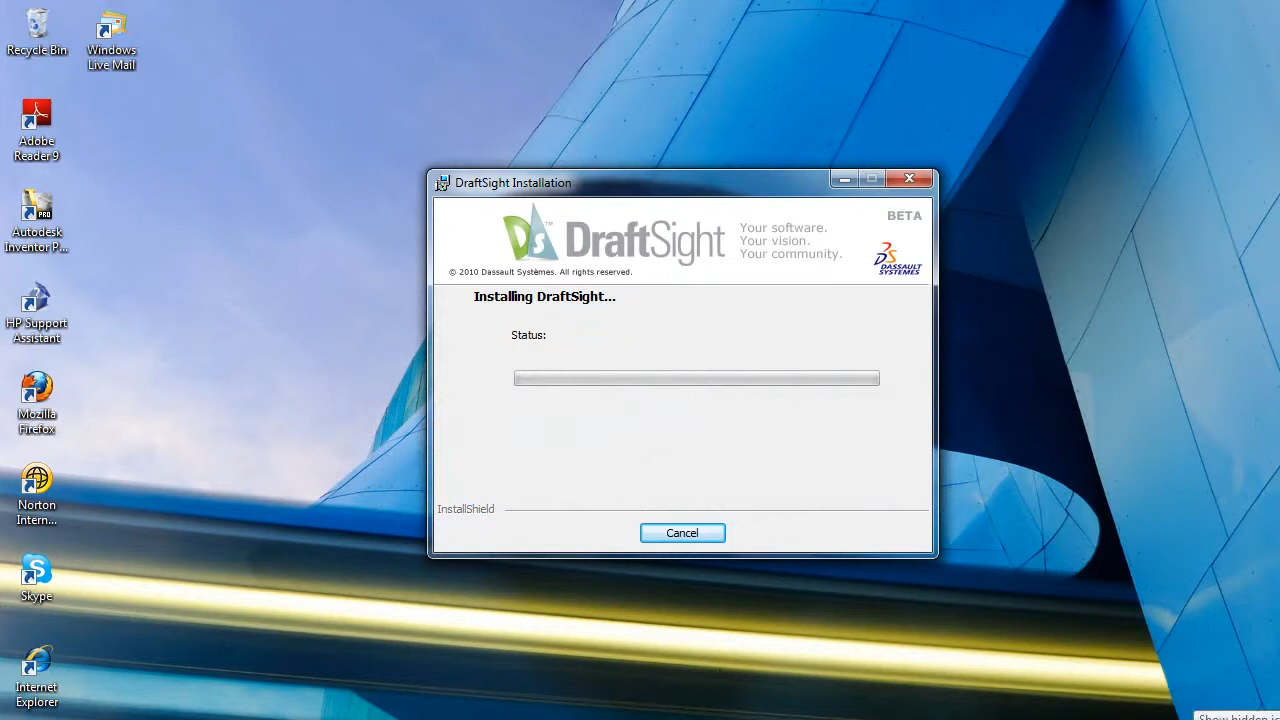 Recycle Bin
Windows
Live Mail
Adobe
Reader 9
PRO
Autodesk
Inventor P...
HP Support
Assistant
Mozilla
Firefox
Norton
Intern...
Skype
Internet
Explorer
DraftSight Installation
BETA
DS™ DraftSight
Your software.
Your vision.
Your community.
DASSAULT
SYSTEMES
© 2010 Dassault Systèmes. All rights reserved.
Installing DraftSight...
Status:
InstallShield
Cancel